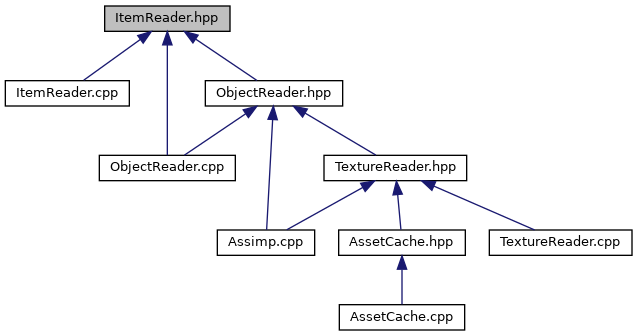 ItemReader.hpp
ItemReader.cpp
ObjectReader.hpp
ObjectReader.cpp
TextureReader.hpp
Assimp.cpp
AssetCache.hpp
TextureReader.cpp
AssetCache.cpp